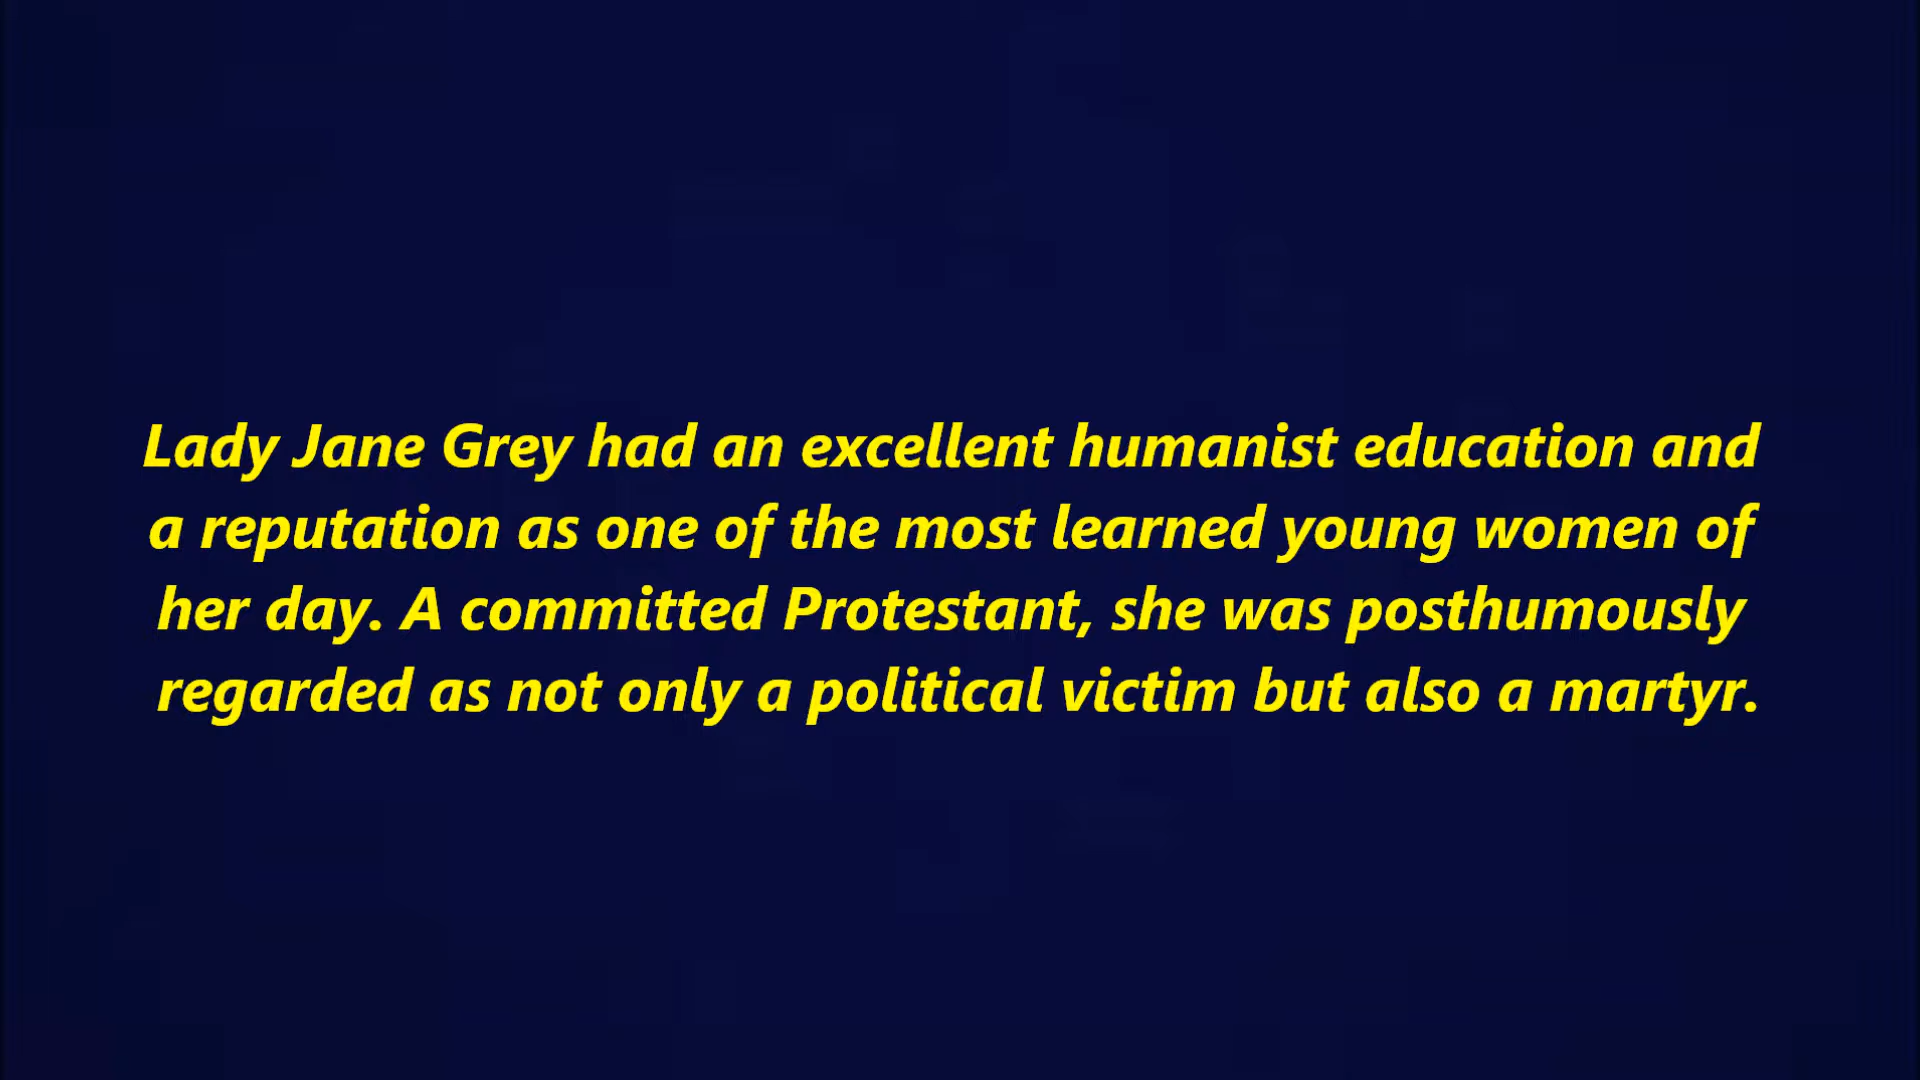 Lady Jane Grey had an excellent humanist education and
a reputation as one of the most learned young women of
her day. A committed Protestant, she was posthumously
regarded as not only a political victim but also a martyr.